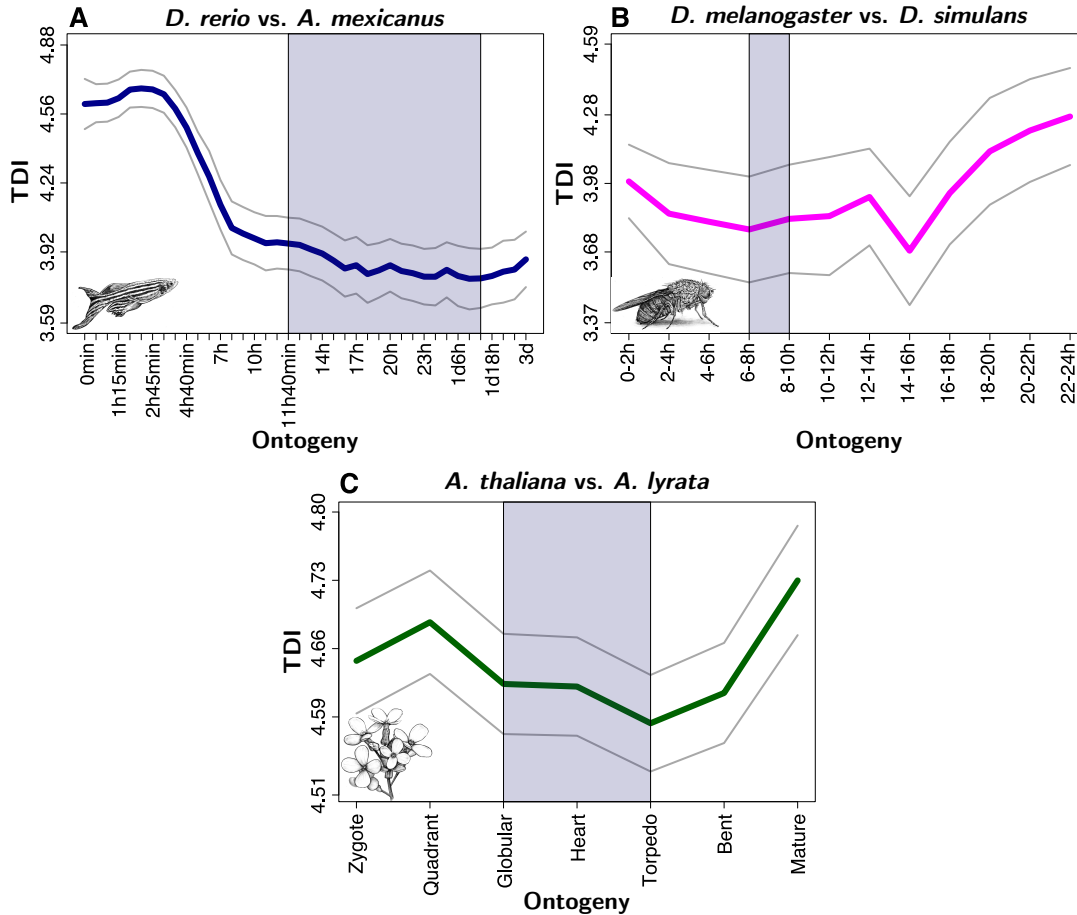 A
D. rerio vs. A. mexicanus
TDI
4.88
4.56
4.24
3.92
3.59
0min
1h15min
2h45min
4h40min
7h
10h
11h40min
14h
17h
20h
23h
1d6h
1d18h
3d
Ontogeny
B
D. melanogaster vs. D. simulans
TDI
4.59
4.28
3.98
3.68
3.37
0-2h
2-4h
4-6h
6-8h
8-10h
10-12h
12-14h
14-16h
16-18h
18-20h
20-22h
22-24h
Ontogeny
C
A. thaliana vs. A. lyrata
TDI
4.80
4.73
4.66
4.59
4.51
Zygote
Quadrant
Globular
Heart
Torpedo
Bent
Mature
Ontogeny